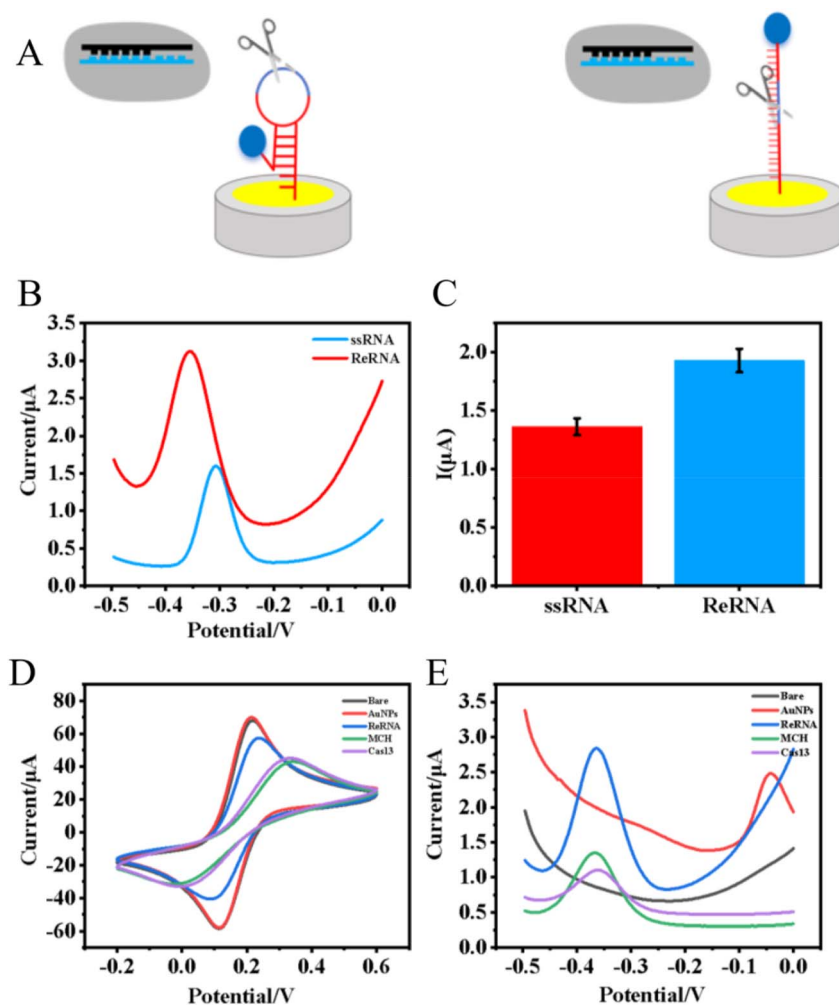 A
B
C
3.5
3.0
2.5
2.0
1.5
1.0
0.5
0.0
Current/μA
ssRNA
ReRNA
-0.5 -0.4 -0.3 -0.2 -0.1 0.0
Potential/V
2.0
1.5
1.0
0.5
0.0
I(μA)
ssRNA ReRNA
D
E
80
60
40
20
0
-20
-40
-60
Current/μA
Bare
AuNPs
ReRNA
MCH
Cas13
-0.2 0.0 0.2 0.4 0.6
Potential/V
3.5
3.0
2.5
2.0
1.5
1.0
0.5
0.0
Current/μA
Bare
AuNPs
ReRNA
MCH
Cas13
-0.5 -0.4 -0.3 -0.2 -0.1 0.0
Potential/V